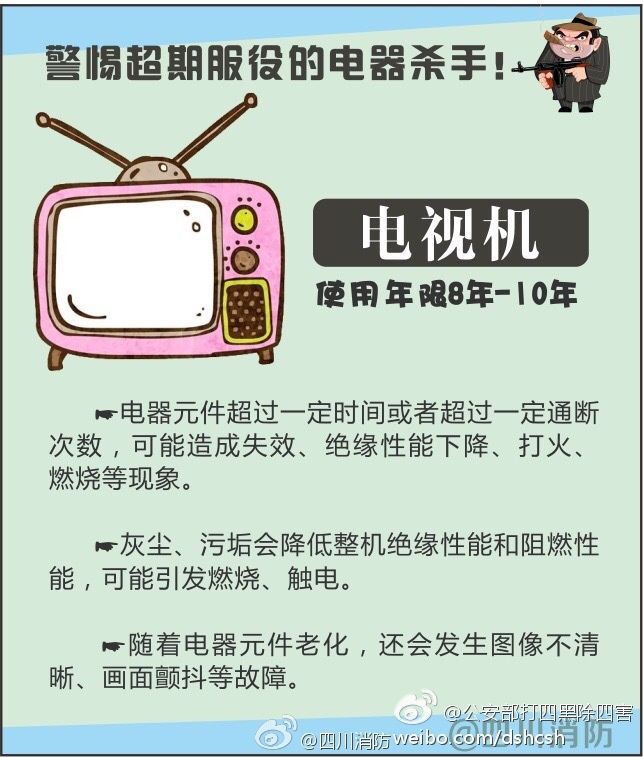 警惕超期服役的电器杀手!
电视机
使用年限8年-10年
☛电器元件超过一定时间或者超过一定通断
次数，可能造成失效、绝缘性能下降、打火、
燃烧等现象。
☛灰尘、污垢会降低整机绝缘性能和阻燃性
能，可能引发燃烧、触电。
☛随着电器元件老化，还会发生图像不清
晰、画面颤抖等故障。
@公安部打四黑除四害
@四川消防
@四川消防
weibo.com/dshcsh